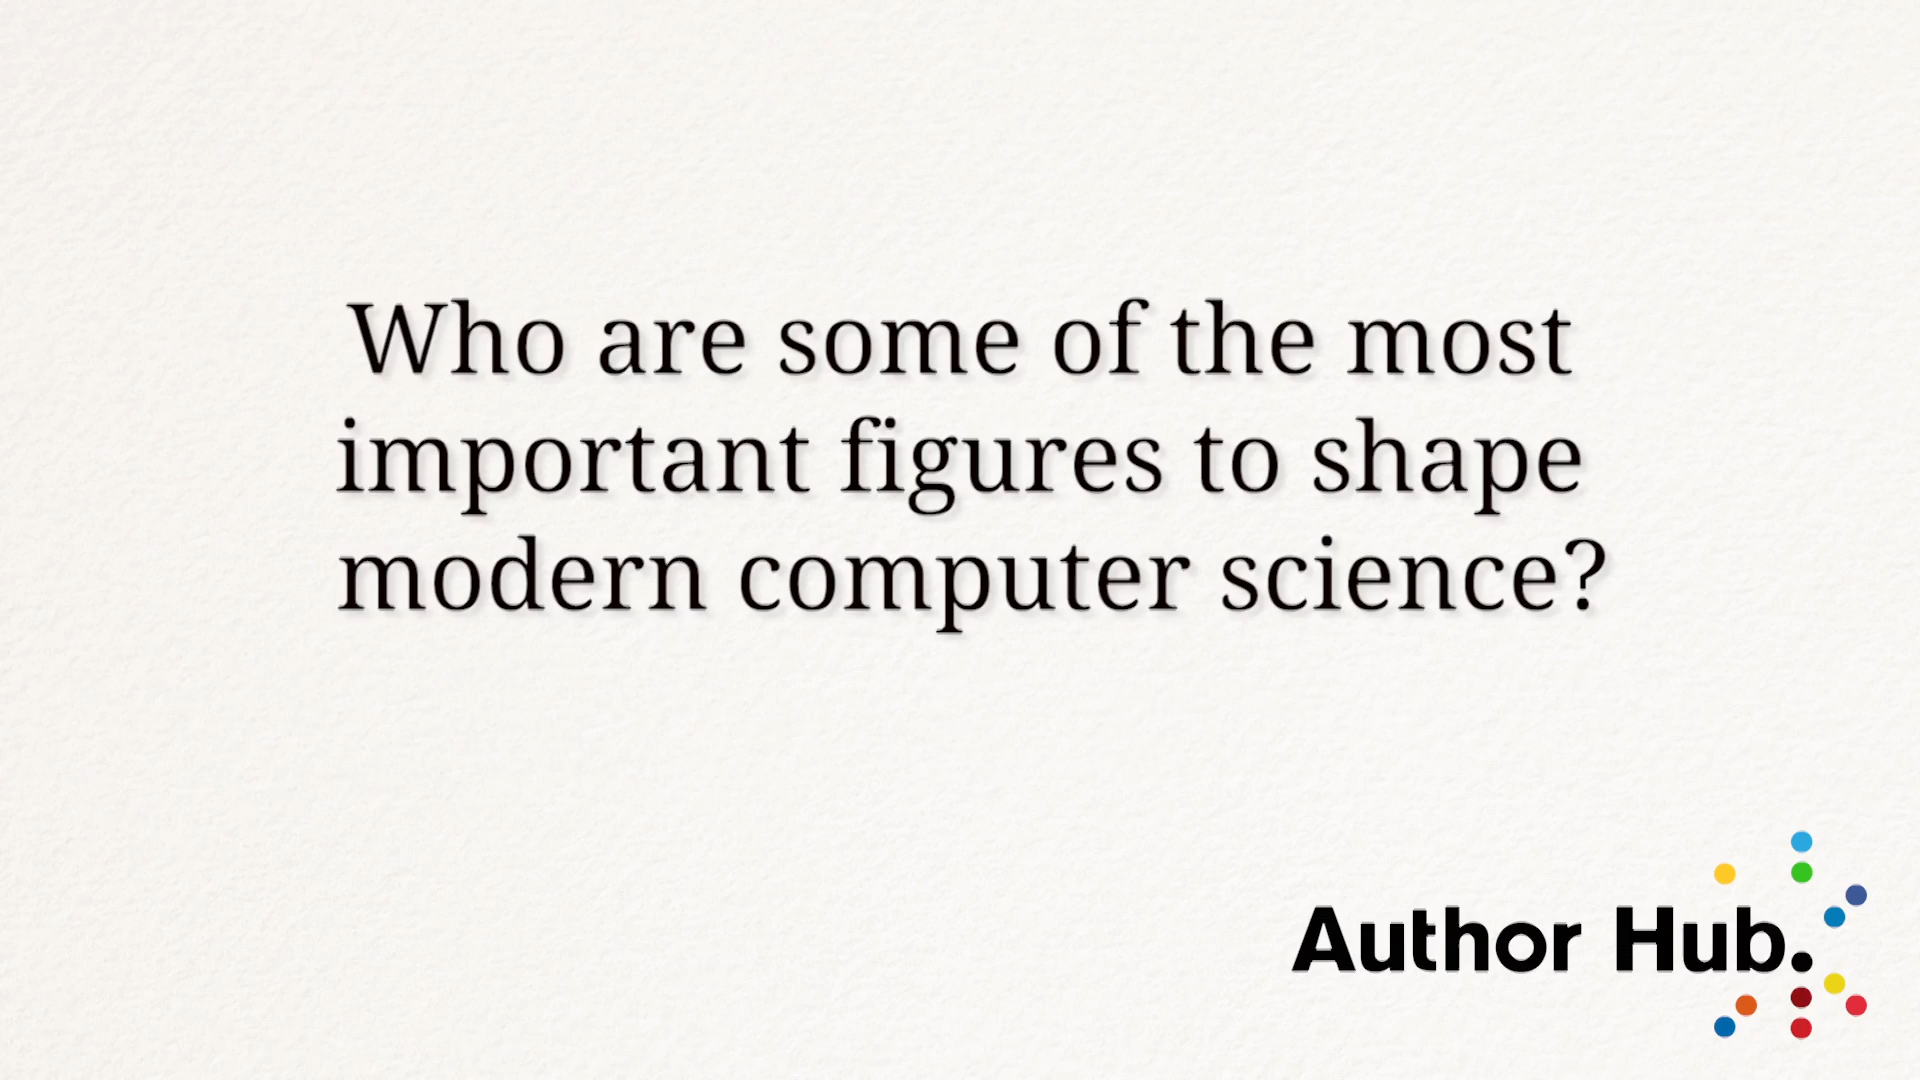 Who are some of the most
important figures to shape
modern computer science?
Author Hub.